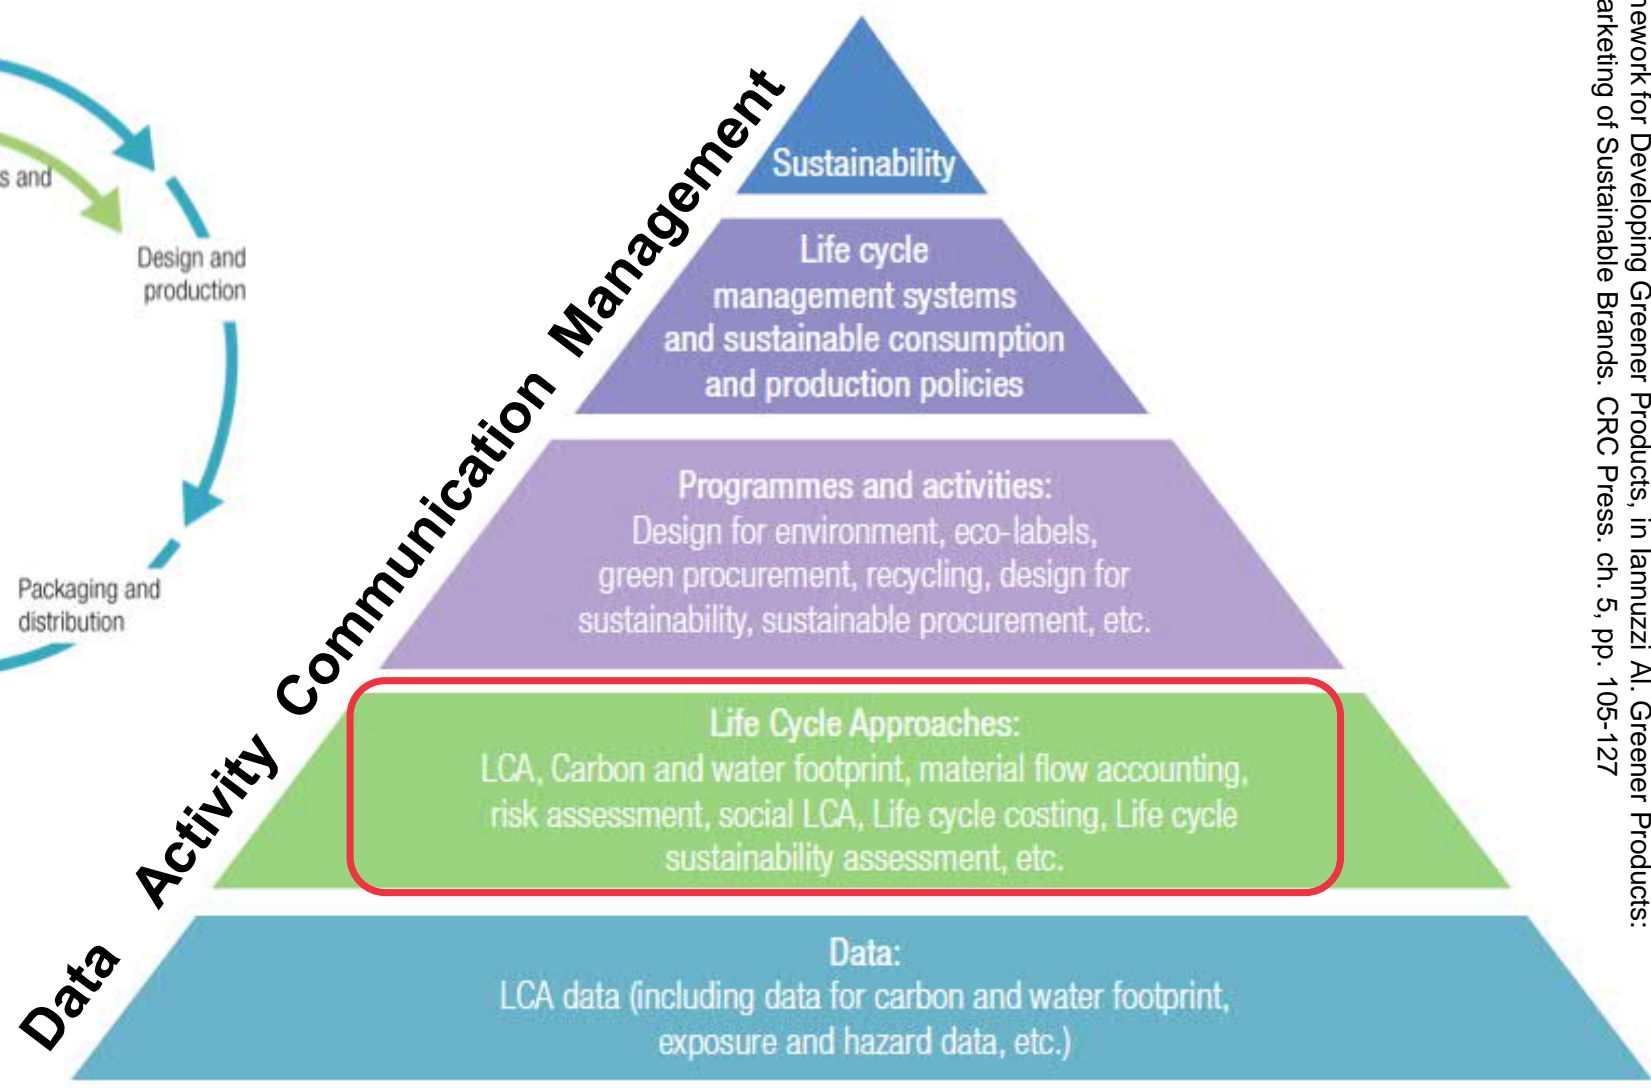 s and
Design and
production
Packaging and
distribution
Data Activity Communication Management
Sustainability
Life cycle
management systems
and sustainable consumption
and production policies
Programmes and activities:
Design for environment, eco-labels,
green procurement, recycling, design for
sustainability, sustainable procurement, etc.
Life Cycle Approaches:
LCA, Carbon and water footprint, material flow accounting,
risk assessment, social LCA, Life cycle costing, Life cycle
sustainability assessment, etc.
Data:
LCA data (including data for carbon and water footprint,
exposure and hazard data, etc.)
for Developing Greener Products, in Iannuzzi Al. Greener Products:
of Sustainable Brands. CRC Press. ch. 5, pp. 105-127